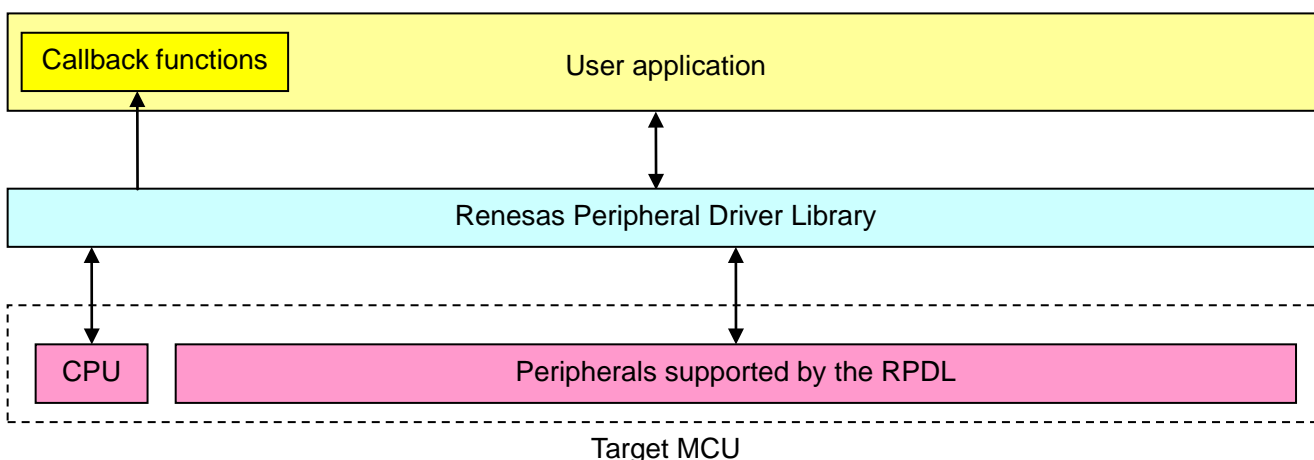 Callback functions
User application
Renesas Peripheral Driver Library
CPU
Peripherals supported by the RPDL
Target MCU